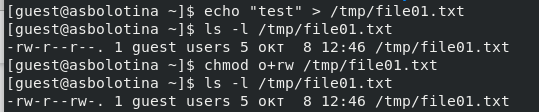 [guest@asbolotina ~]$ echo "test" > /tmp/file01.txt
[guest@asbolotina ~]$ ls -l /tmp/file01.txt
-rw-r--r--. 1 guest users 5 окт  8 12:46 /tmp/file01.txt
[guest@asbolotina ~]$ chmod o+rw /tmp/file01.txt
[guest@asbolotina ~]$ ls -l /tmp/file01.txt
-rw-r--rw-. 1 guest users 5 окт  8 12:46 /tmp/file01.txt